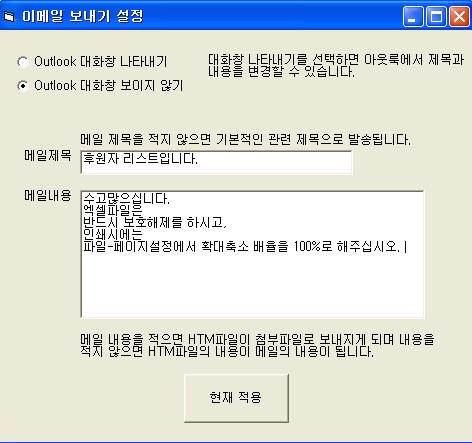 이메일 보내기 설정
Outlook 대화창 나타내기
Outlook 대화창 보이지 않기
대화창 나타내기를 선택하면 아웃룩에서 제목과
내용을 변경할 수 있습니다.
메일 제목을 적지 않으면 기본적인 관련 제목으로 발송됩니다.
메일제목
후원자 리스트입니다.
메일내용
수고많으십니다.
엑셀파일은
반드시 보호해제를 하시고,
인쇄시에는
파일-페이지설정에서 확대축소 배율을 100%로 해주십시오.
메일 내용을 적으면 HTM파일이 첨부파일로 보내지게 되며 내용을
적지 않으면 HTM파일의 내용이 메일의 내용이 됩니다.
현재 적용